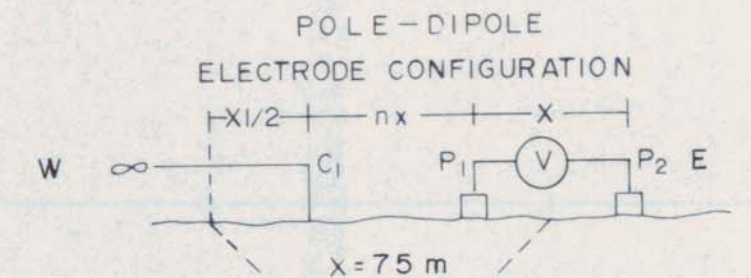 POLE-DIPOLE
ELECTRODE CONFIGURATION
X1/2 nx X
W ∞ C1 P1 V P2 E
X = 75 m